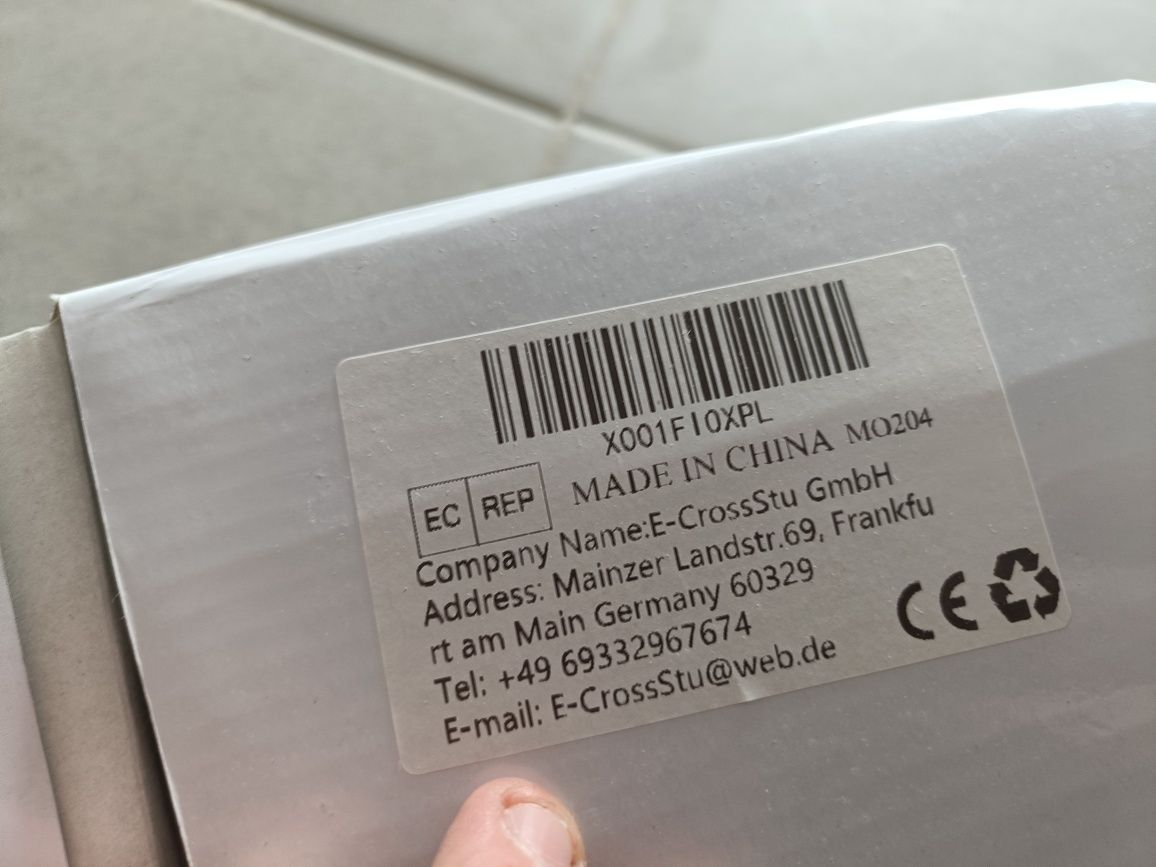 X001FI0XPL
MADE IN CHINA MO204
EC REP
Company Name:E-CrossStu GmbH
Address: Mainzer Landstr.69, Frankfu
rt am Main Germany 60329
Tel: +49 69332967674
E-mail: E-CrossStu@web.de
CE